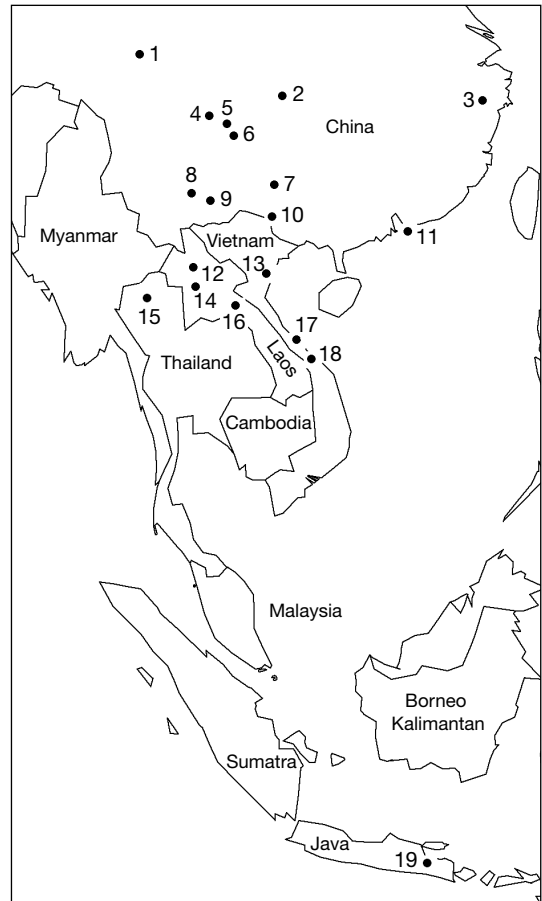 1
2
3
4
5
6
China
7
8
9
10
Myanmar
Vietnam
11
12
13
14
15
16
17
Thailand
Laos
18
Cambodia
Malaysia
Borneo
Kalimantan
Sumatra
Java
19